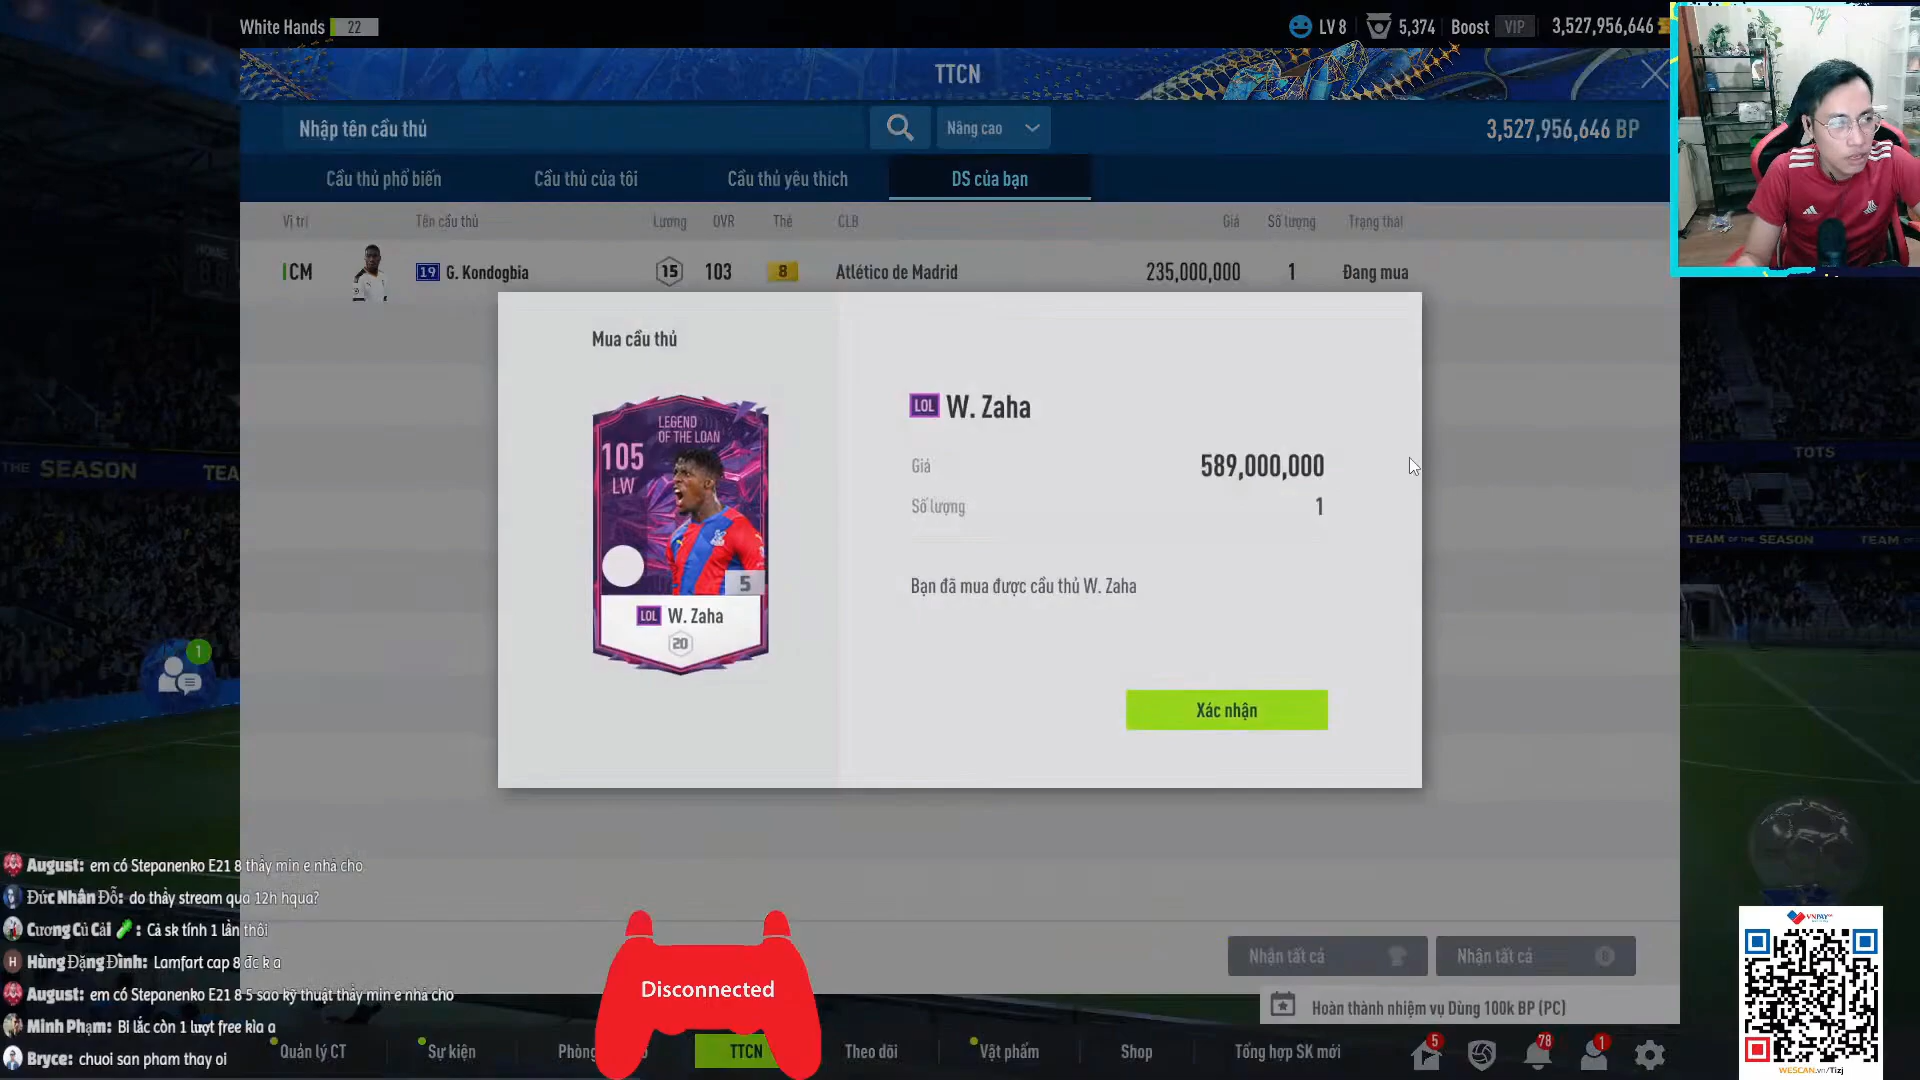 White Hands 22
LV 8 5,374 Boost VIP 3,527,956,646
TTCN
Nhập tên cầu thủ
Nâng cao
3,527,956,646 BP
Cầu thủ phổ biến
Cầu thủ của tôi
Cầu thủ yêu thích
DS của bạn
Vị trí Tên cầu thủ Lương OVR Thẻ CLB Giá Số lượng Trạng thái
CM 19 G. Kondogbia 15 103 8 Atlético de Madrid 235,000,000 1 Đang mua
Mua cầu thủ
LEGEND
OF THE LOAN
105
LW
5
LOL W. Zaha
20
LOL W. Zaha
Giá 589,000,000
Số lượng 1
Bạn đã mua được cầu thủ W. Zaha
Xác nhận
THE SEASON TEA
TOTS
TEAM OF THE SEASON TEAM OF
1
August: em có Stepanenko E21 8 thầy min e nhả cho
Đức Nhân Đỗ: do thầy stream qua 12h hqua?
Cương Củ Cải : Cả sk tính 1 lần thôi
H Hùng Đặng Đình: Lamfart cap 8 đc k a
August: em có Stepanenko E21 8 5 sao kỹ thuật thầy min e nhả cho
Minh Phạm: Bi lắc còn 1 lượt free kìa a
Bryce: chuoi san pham thay oi
Disconnected
Nhận tất cả
Nhận tất cả
Hoàn thành nhiệm vụ Dùng 100k BP (PC)
Quản lý CT
Sự kiện
Phòng
TTCN
Theo dõi
Vật phẩm
Shop
Tổng hợp SK mới
5
78
1
VNPAY
WESCAN.vn/Tizj